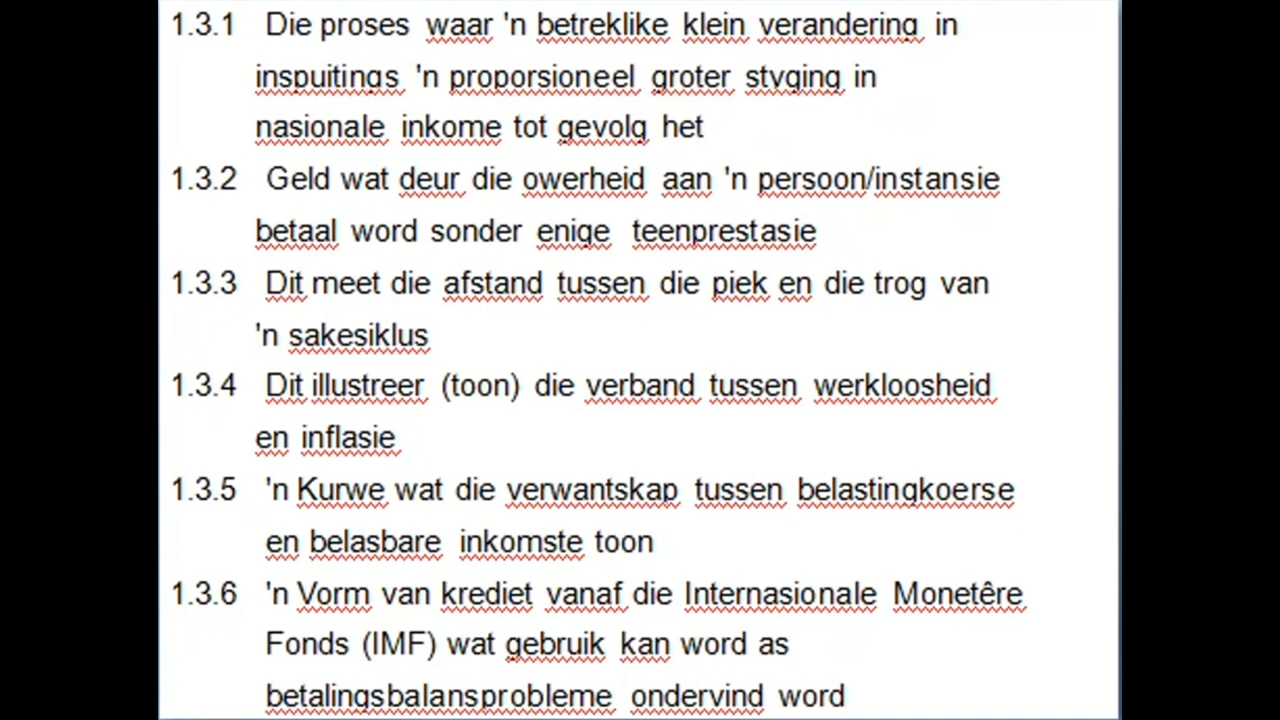 1.3.1 Die proses waar 'n betreklike klein verandering in
inspuitings 'n proporsioneel groter styging in
nasionale inkome tot gevolg het
1.3.2 Geld wat deur die owerheid aan 'n persoon/instansie
betaal word sonder enige teenprestasie
1.3.3 Dit meet die afstand tussen die piek en die trog van
'n sakesiklus
1.3.4 Dit illustreer (toon) die verband tussen werkloosheid
en inflasie
1.3.5 'n Kurwe wat die verwantskap tussen belastingkoerse
en belasbare inkomste toon
1.3.6 'n Vorm van krediet vanaf die Internasionale Monetêre
Fonds (IMF) wat gebruik kan word as
betalingsbalansprobleme ondervind word